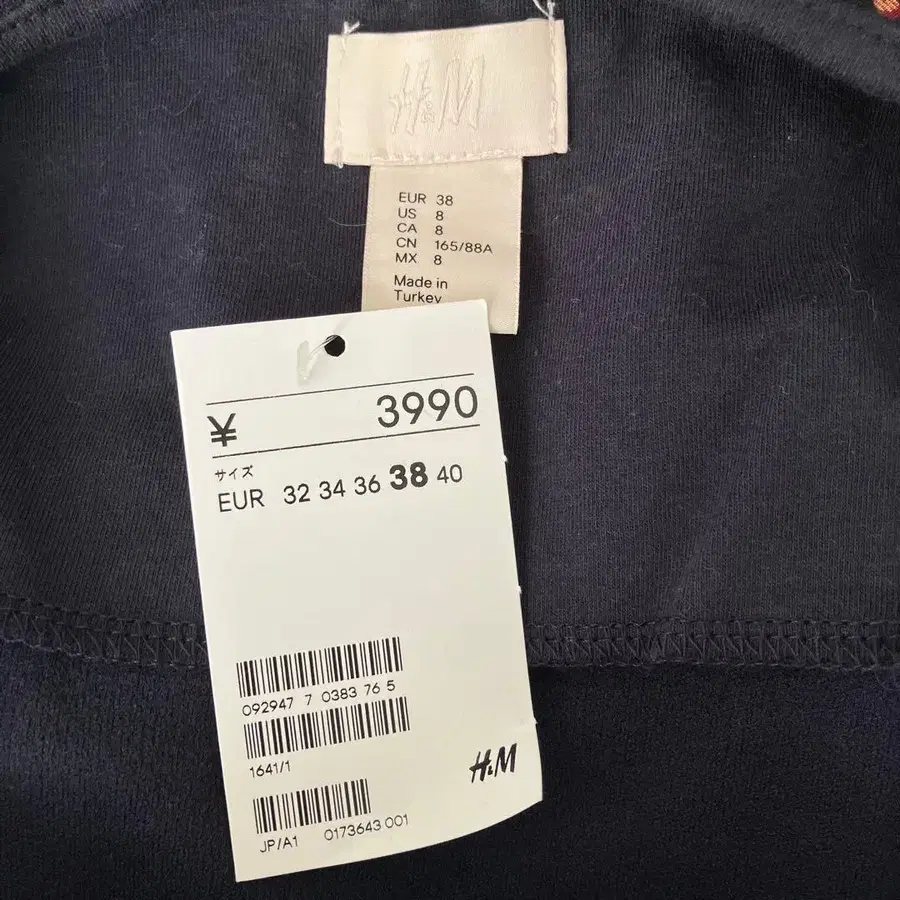 H&M
EUR 38
US 8
CA 8
CN 165/88A
MX 8
Made in
Turkey
¥ 3990
サイズ
EUR 32 34 36 38 40
092947 7 0383 76 5
1641/1
H&M
JP/A1 0173643 001